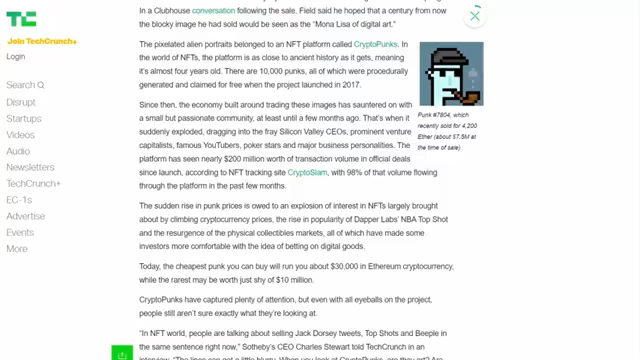 In a Clubhouse conversation following the sale, Field said he hoped that a century from now
the blocky image he had sold would be seen as the "Mona Lisa of digital art."
Join TechCrunch+
Login
Search
Disrupt
Startups
Videos
Audio
Newsletters
TechCrunch+
EC-1s
Advertise
Events
More
The pixelated alien portraits belonged to an NFT platform called CryptoPunks. In
the world of NFTs, the platform is as close to ancient history as it gets, meaning
it's almost four years old. There are 10,000 punks, all of which were procedurally
generated and claimed for free when the project launched in 2017.
Since then, the economy built around trading these images has sauntered on with
a small but passionate community, at least until a few months ago. That's when it
suddenly exploded, dragging into the fray Silicon Valley CEOs, prominent venture
capitalists, famous YouTubers, poker stars and major business personalities. The
platform has seen nearly $200 million worth of transaction volume in official deals
since launch, according to NFT tracking site CryptoSlam, with 98% of that volume flowing
through the platform in the past few months.
Punk #7804, which
recently sold for 4,200
Ether (about $7.5M at
the time of sale)
The sudden rise in punk prices is owed to an explosion of interest in NFTs largely brought
about by climbing cryptocurrency prices, the rise in popularity of Dapper Labs' NBA Top Shot
and the resurgence of the physical collectibles market, all of which have made some
investors more comfortable with the idea of betting on digital goods.
Today, the cheapest punk you can buy will run you about $30,000 in Ethereum cryptocurrency,
while the rarest may be worth just shy of $10 million.
CryptoPunks have captured plenty of attention, but even with all eyeballs on the project,
people still aren't sure exactly what they're looking at.
"In NFT world, people are talking about selling Jack Dorsey tweets, Top Shots and Beeple in
the same sentence right now," Sotheby's CEO Charles Stewart told TechCrunch in an
interview. "The lines can get a little blurry. When you look at CryptoPunks, are they art? Are